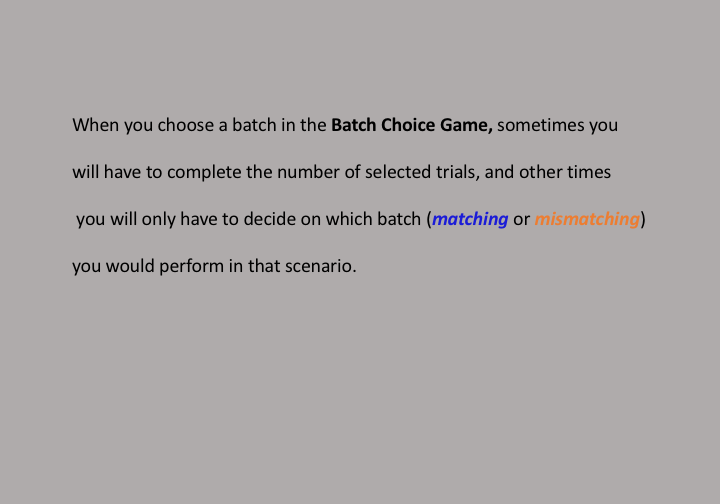 When you choose a batch in the Batch Choice Game, sometimes you
will have to complete the number of selected trials, and other times
you will only have to decide on which batch (matching or mismatching)
you would perform in that scenario.